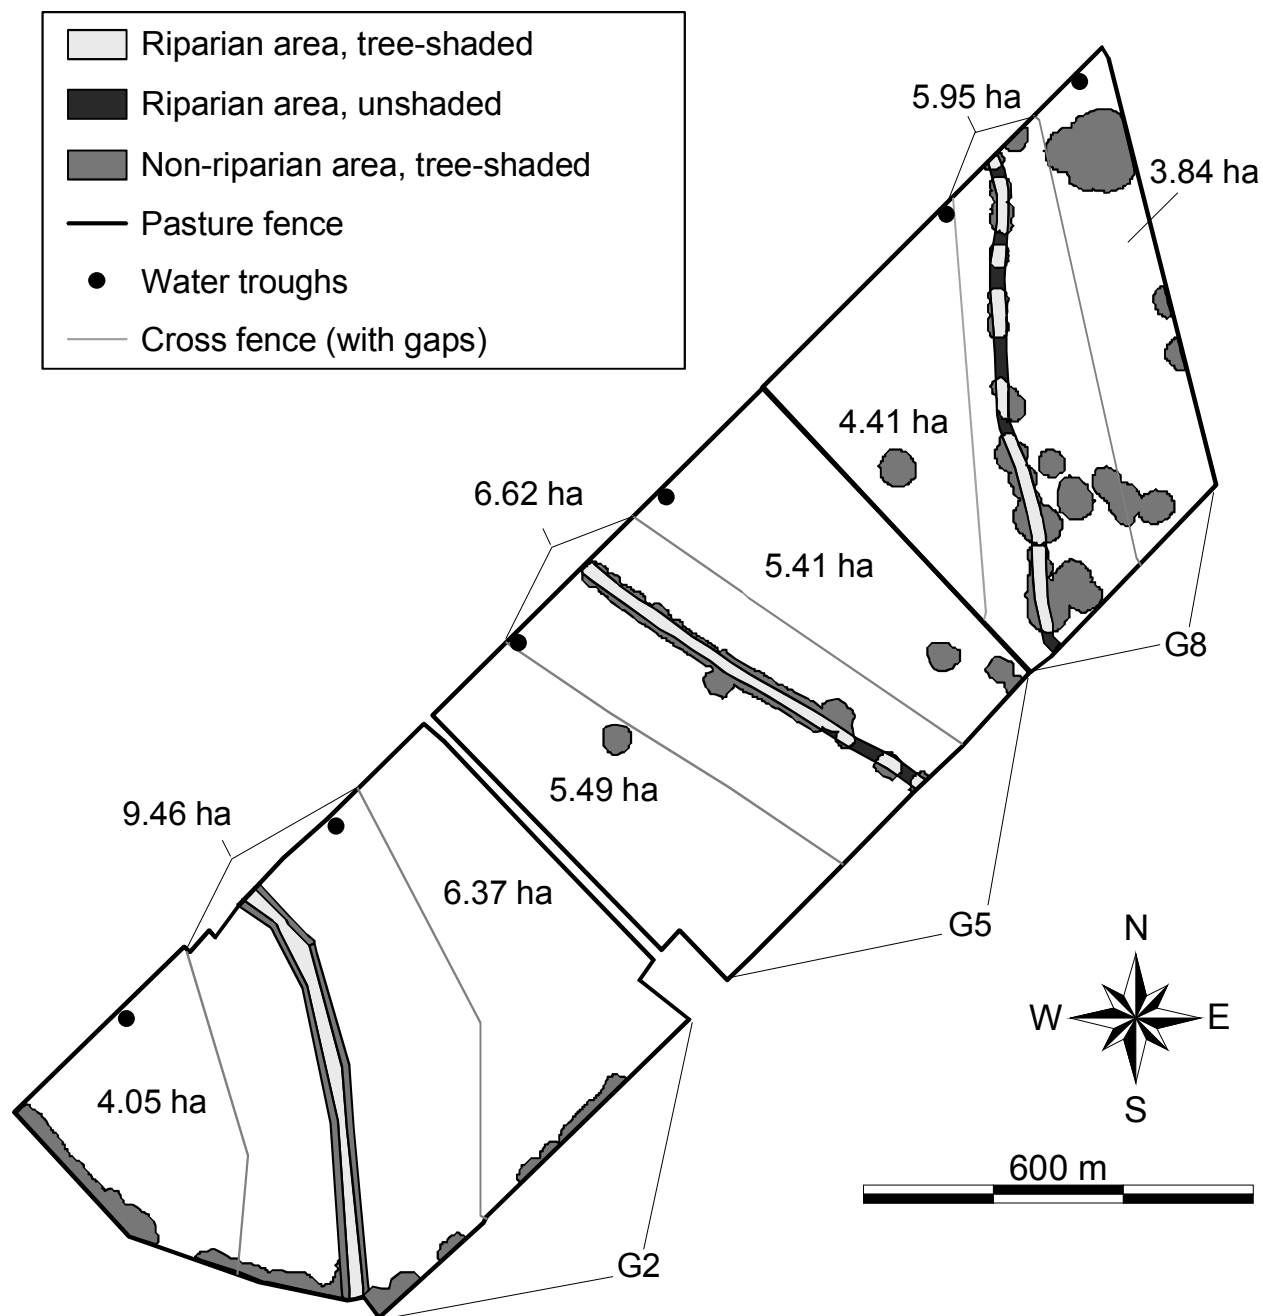 Riparian area, tree-shaded
Riparian area, unshaded
Non-riparian area, tree-shaded
Pasture fence
Water troughs
Cross fence (with gaps)
5.95 ha
3.84 ha
4.41 ha
6.62 ha
5.41 ha
G8
5.49 ha
9.46 ha
6.37 ha
G5
N
W
E
S
4.05 ha
600 m
G2